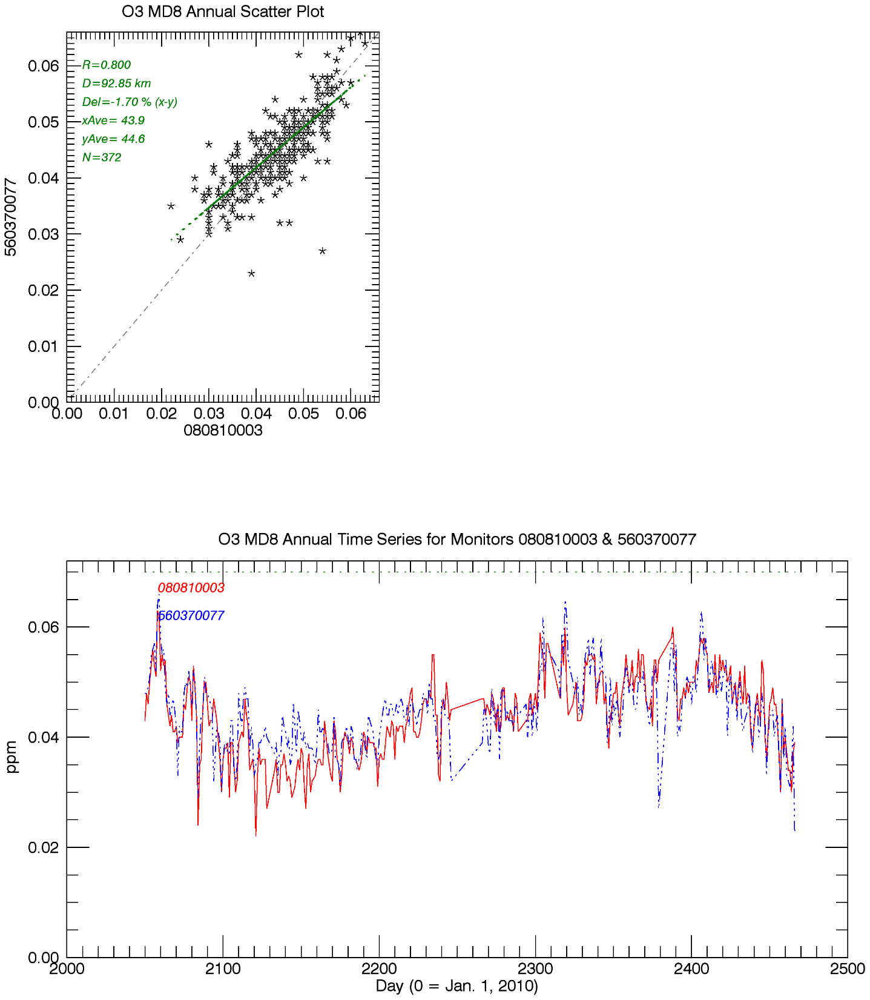 O3 MD8 Annual Scatter Plot
0.06
0.05
0.04
0.03
0.02
0.01
0.00
560370077
R=0.800
D=92.85 km
Del=-1.70 % (x-y)
xAve= 43.9
yAve= 44.6
N=372
0.00 0.01 0.02 0.03 0.04 0.05 0.06
080810003
O3 MD8 Annual Time Series for Monitors 080810003 & 560370077
080810003
560370077
0.06
0.04
0.02
0.00
ppm
2000 2100 2200 2300 2400 2500
Day (0 = Jan. 1, 2010)